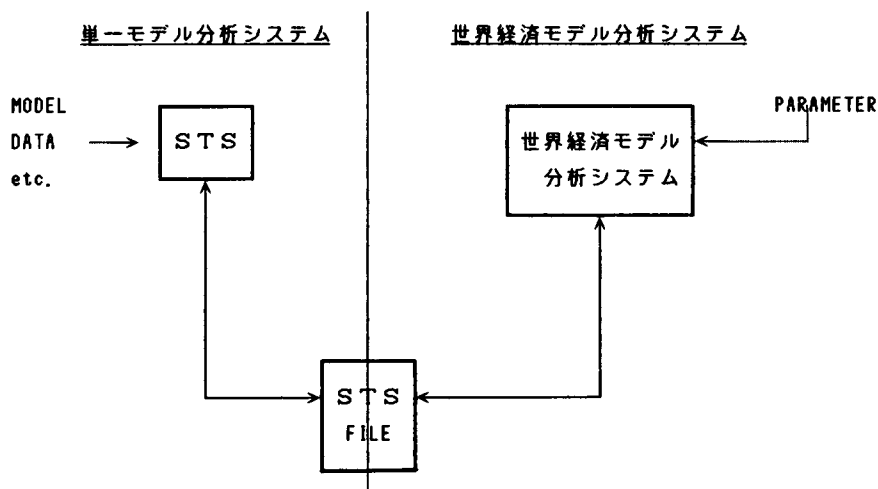 単一モデル分析システム
世界経済モデル分析システム
MODEL
DATA
etc.
STS
世界経済モデル
分析システム
PARAMETER
STS
FILE